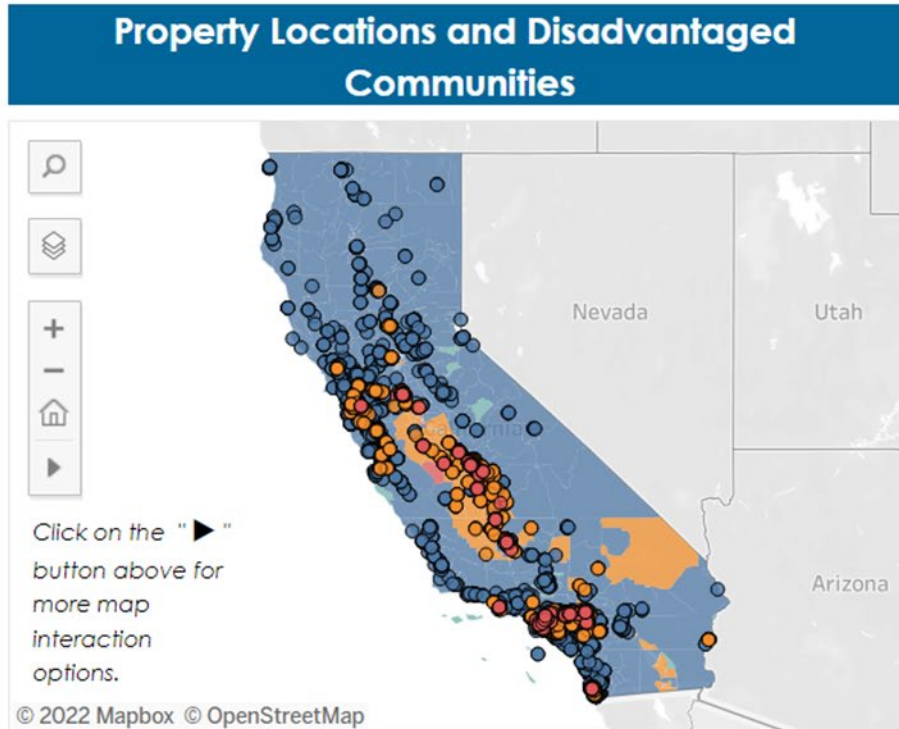 Property Locations and Disadvantaged
Communities
Nevada
Utah
California
Arizona
+
−
Click on the "▶"
button above for
more map
interaction
options.
© 2022 Mapbox © OpenStreetMap